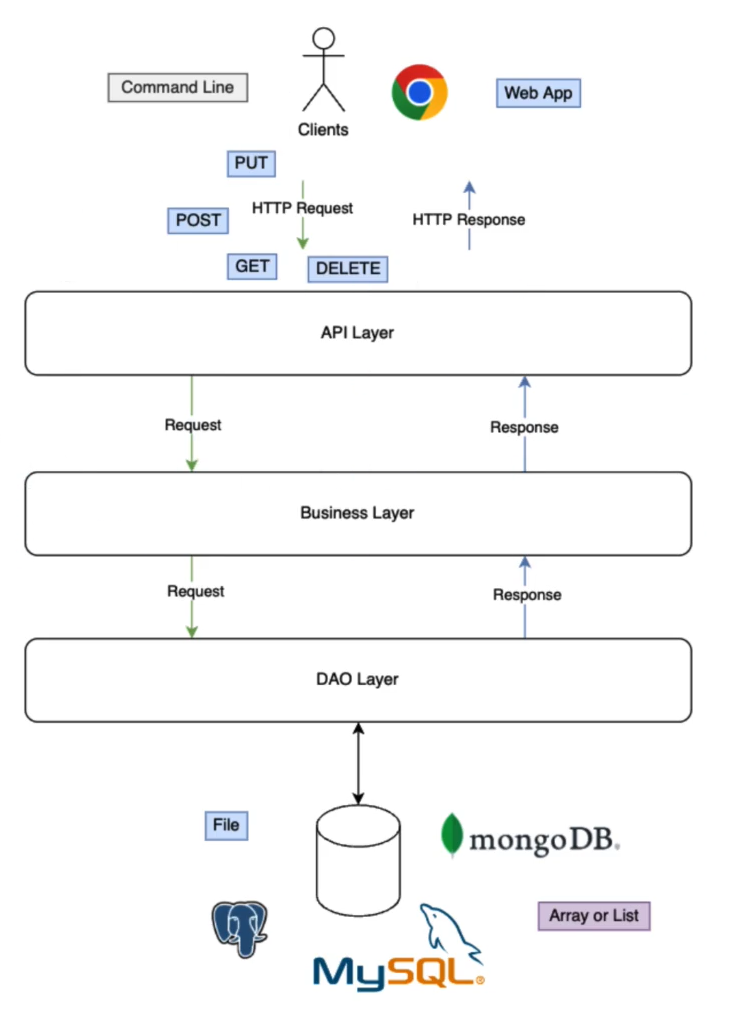 Command Line
Web App
Clients
PUT
HTTP Request
POST
HTTP Response
GET
DELETE
API Layer
Request
Response
Business Layer
Request
Response
DAO Layer
File
mongoDB®
Array or List
MySQL®